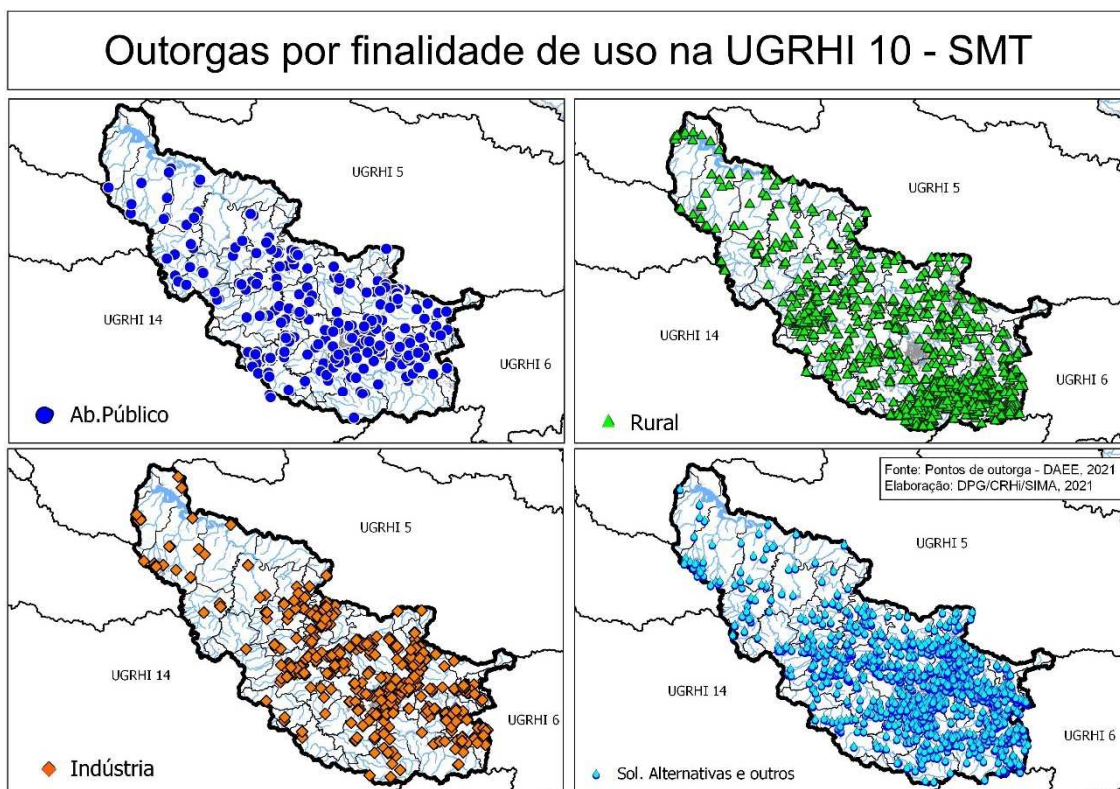 Outorgas por finalidade de uso na UGRHI 10 - SMT
UGRHI 5
UGRHI 14
UGRHI 6
Ab.Público
UGRHI 5
UGRHI 14
UGRHI 6
Rural
UGRHI 5
UGRHI 14
UGRHI 6
Indústria
Fonte: Pontos de outorga - DAEE, 2021
Elaboração: DPG/CRHi/SIMA, 2021
UGRHI 5
UGRHI 14
UGRHI 6
Sol. Alternativas e outros